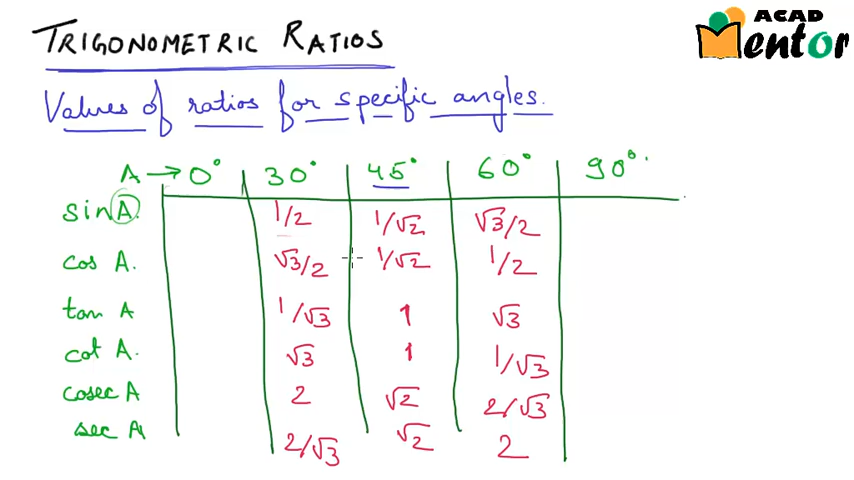 TRIGONOMETRIC RATIOS
ACAD
mentor
Values of ratios for specific angles.
A → 0° 30° 45° 60° 90°
sin A. 1/2 1/√2 √3/2
cos A. √3/2 1/√2 1/2
tan A 1/√3 1 √3
cot A. √3 1 1/√3
cosec A 2 √2 2/√3
sec A 2/√3 √2 2